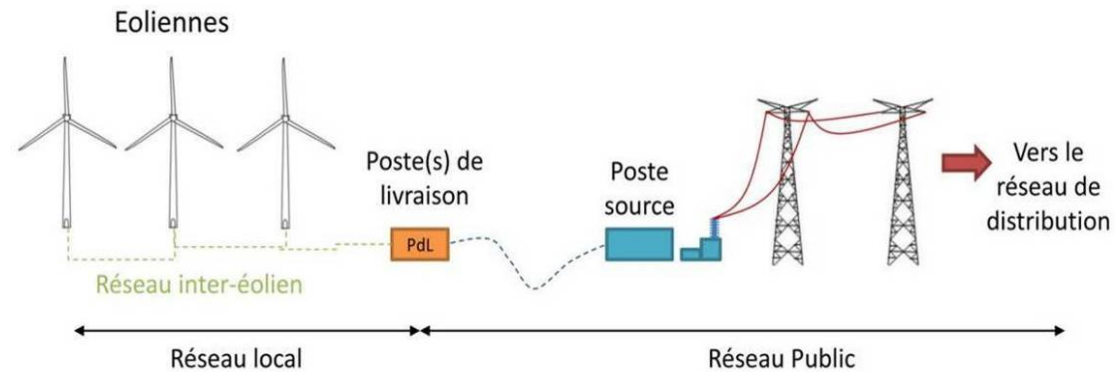 Eoliennes
Poste(s) de
livraison
PdL
Réseau inter-éolien
Poste
source
Vers le
réseau de
distribution
Réseau local
Réseau Public